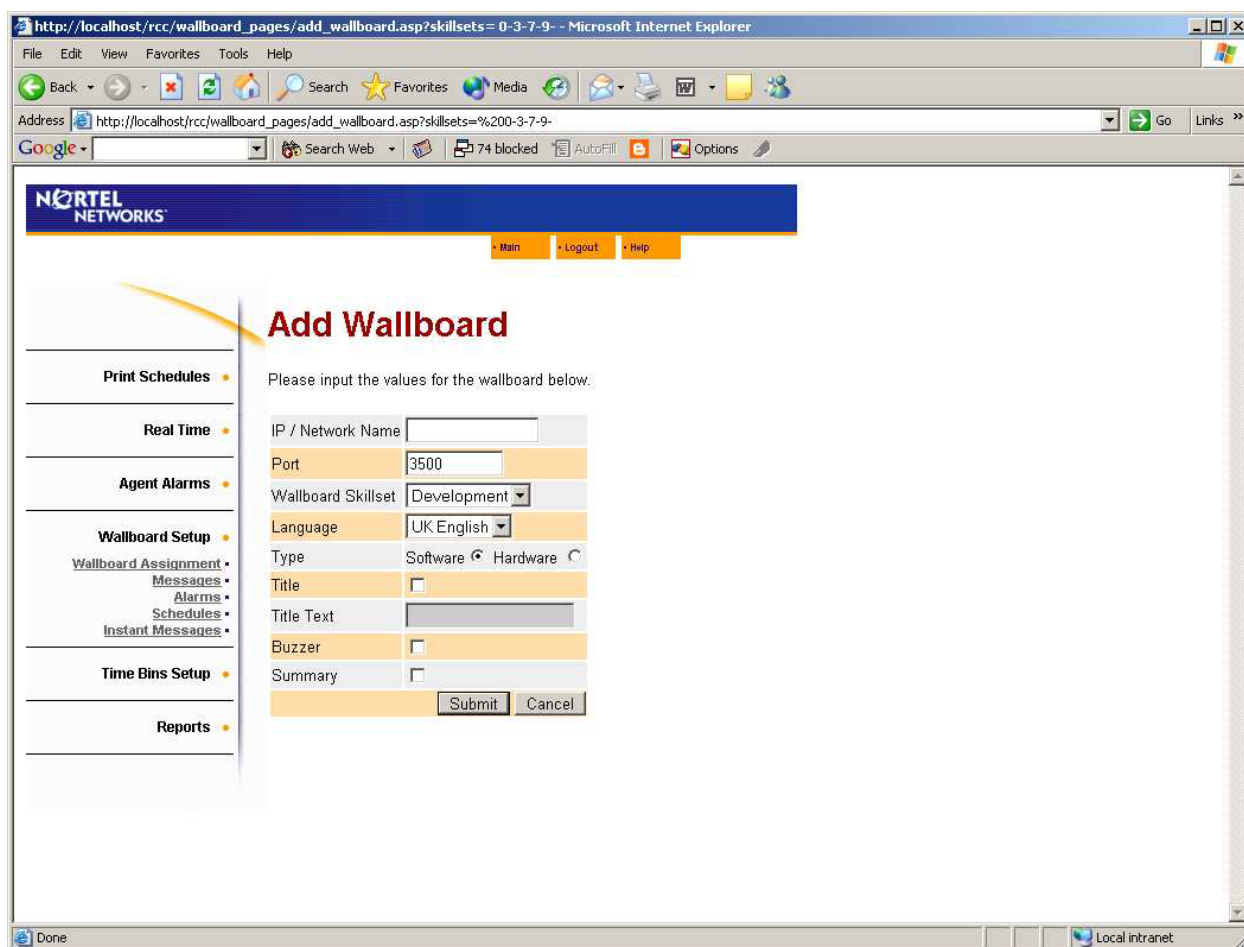 http://localhost/rcc/wallboard_pages/add_wallboard.asp?skillsets= 0-3-7-9- - Microsoft Internet Explorer
File Edit View Favorites Tools Help
Back Search Favorites Media
Address http://localhost/rcc/wallboard_pages/add_wallboard.asp?skillsets=%200-3-7-9- Go Links »
Google Search Web 74 blocked AutoFill Options
NORTEL
NETWORKS
Main Logout Help
Add Wallboard
Please input the values for the wallboard below.
Print Schedules
Real Time
Agent Alarms
Wallboard Setup
Wallboard Assignment
Messages
Alarms
Schedules
Instant Messages
Time Bins Setup
Reports
IP / Network Name
Port 3500
Wallboard Skillset Development
Language UK English
Type Software Hardware
Title
Title Text
Buzzer
Summary
Submit Cancel
Done Local intranet